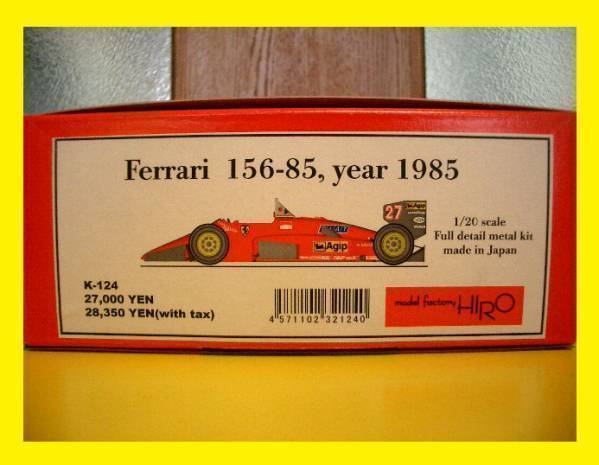 Ferrari 156-85, year 1985
27
FIAT
Agip
1/20 scale
Full detail metal kit
made in Japan
K-124
27,000 YEN
28,350 YEN(with tax)
4 571102 321240
model factory HIRO